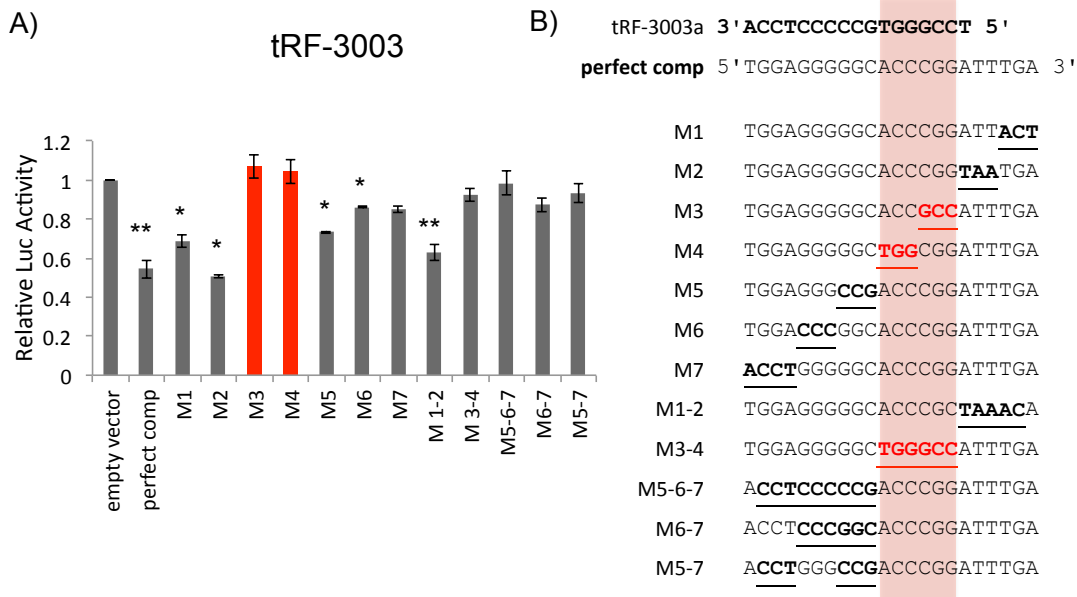 A)
tRF-3003
Relative Luc Activity
1.2
1
0.8
0.6
0.4
0.2
0
** * * * * **
empty vector
perfect comp
M1
M2
M3
M4
M5
M6
M7
M 1-2
M 3-4
M5-6-7
M6-7
M5-7
B)
tRF-3003a 3'ACCTCCCCCGTGGGCCT 5'
perfect comp 5'TGGAGGGGGCACCCGGATTTGA 3'
M1 TGGAGGGGGCACCCGGATTACT
M2 TGGAGGGGGCACCCGGTAATGA
M3 TGGAGGGGGCACCGCCATTTGA
M4 TGGAGGGGGCTGGCGGATTTGA
M5 TGGAGGGCCGACCCGGATTTGA
M6 TGGACCCGGCACCCGGATTTGA
M7 ACCTGGGGGCACCCGGATTTGA
M1-2 TGGAGGGGGCACCCGCTAAACA
M3-4 TGGAGGGGGCTGGGCCATTTGA
M5-6-7 ACCTCCCCCGACCCGGATTTGA
M6-7 ACCTCCCGGCACCCGGATTTGA
M5-7 ACCTGGGCCGACCCGGATTTGA